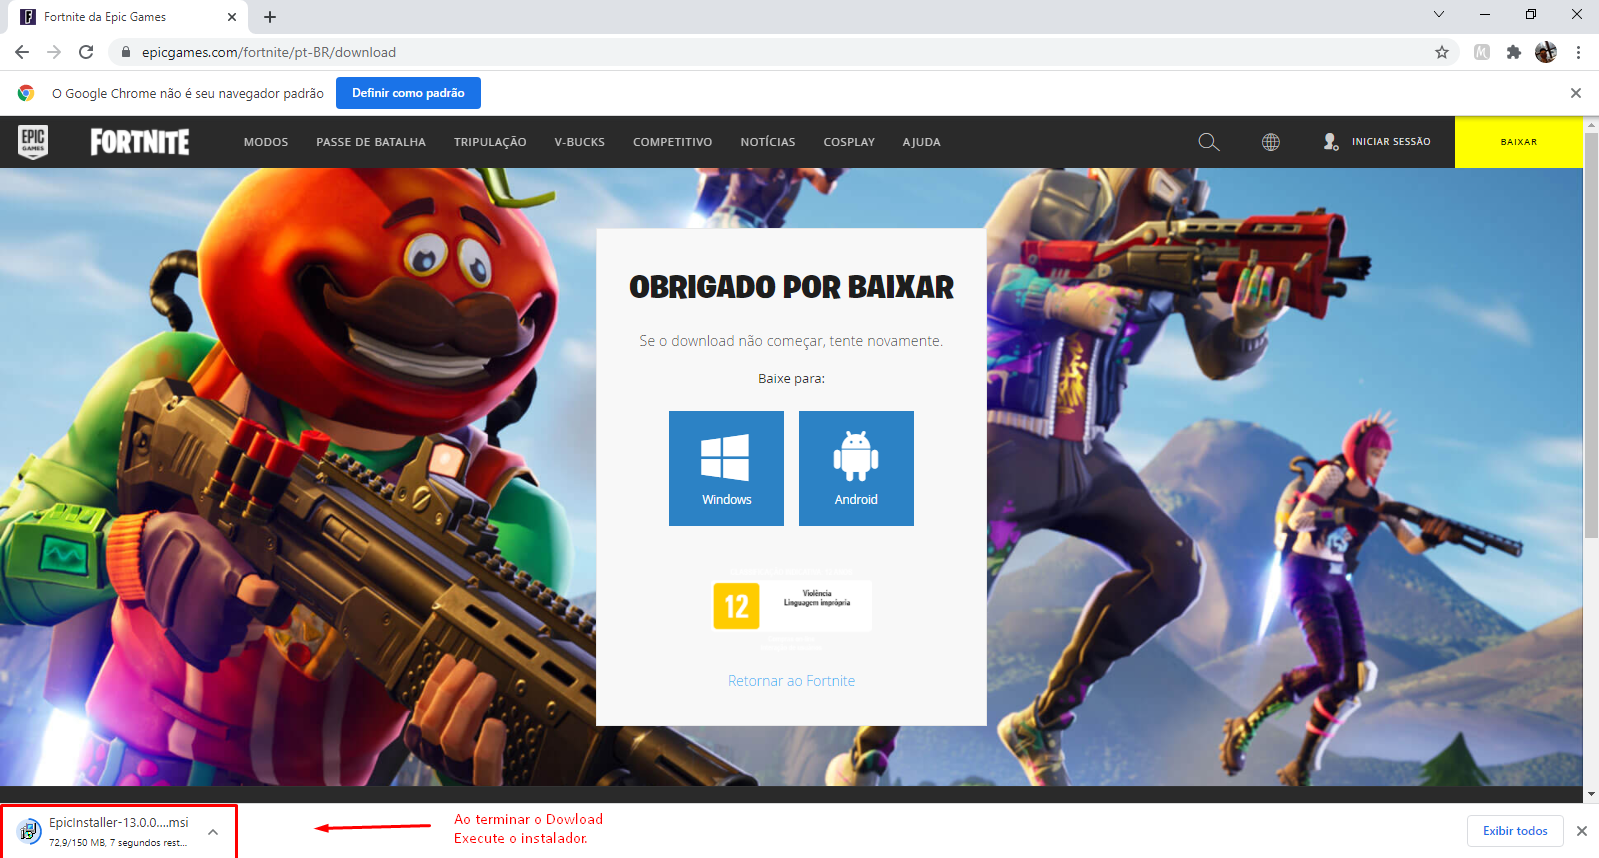 Fortnite da Epic Games
epicgames.com/fortnite/pt-BR/download
O Google Chrome não é seu navegador padrão
Definir como padrão
EPIC
GAMES
FORTNITE
MODOS
PASSE DE BATALHA
TRIPULAÇÃO
V-BUCKS
COMPETITIVO
NOTÍCIAS
COSPLAY
AJUDA
INICIAR SESSÃO
BAIXAR
OBRIGADO POR BAIXAR
Se o download não começar, tente novamente.
Baixe para:
Windows
Android
12
Violência
Linguagem imprópria
Retornar ao Fortnite
EpicInstaller-13.0.0....msi
72,9/150 MB, 7 segundos rest...
Ao terminar o Dowload
Execute o instalador.
Exibir todos